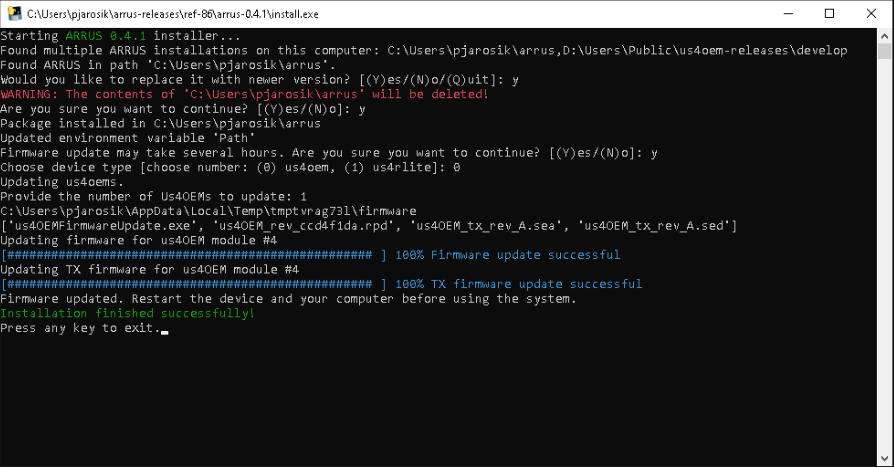 C:\Users\pjarosik\arrus-releases\ref-86\arrus-0.4.1\install.exe
Starting ARRUS 0.4.1 installer...
Found multiple ARRUS installations on this computer: C:\Users\pjarosik\arrus,D:\Users\Public\us4oem-releases\develop
Found ARRUS in path 'C:\Users\pjarosik\arrus'.
Would you like to replace it with newer version? [(Y)es/(N)o/(Q)uit]: y
WARNING: The contents of 'C:\Users\pjarosik\arrus' will be deleted!
Are you sure you want to continue? [(Y)es/(N)o]: y
Package installed in C:\Users\pjarosik\arrus
Updated environment variable 'Path'
Firmware update may take several hours. Are you sure you want to continue? [(Y)es/(N)o]: y
Choose device type [choose number: (0) us4oem, (1) us4rlite]: 0
Updating us4oems.
Provide the number of Us4OEMs to update: 1
C:\Users\pjarosik\AppData\Local\Temp\tmptvrag73l\firmware
['us4OEMFirmwareUpdate.exe', 'us4OEM_rev_ccd4f1da.rpd', 'us4OEM_tx_rev_A.sea', 'us4OEM_tx_rev_A.sed']
Updating firmware for us4OEM module #4
[################################################## ] 100% Firmware update successful
Updating TX firmware for us4OEM module #4
[################################################## ] 100% TX firmware update successful
Firmware updated. Restart the device and your computer before using the system.
Installation finished successfully!
Press any key to exit.